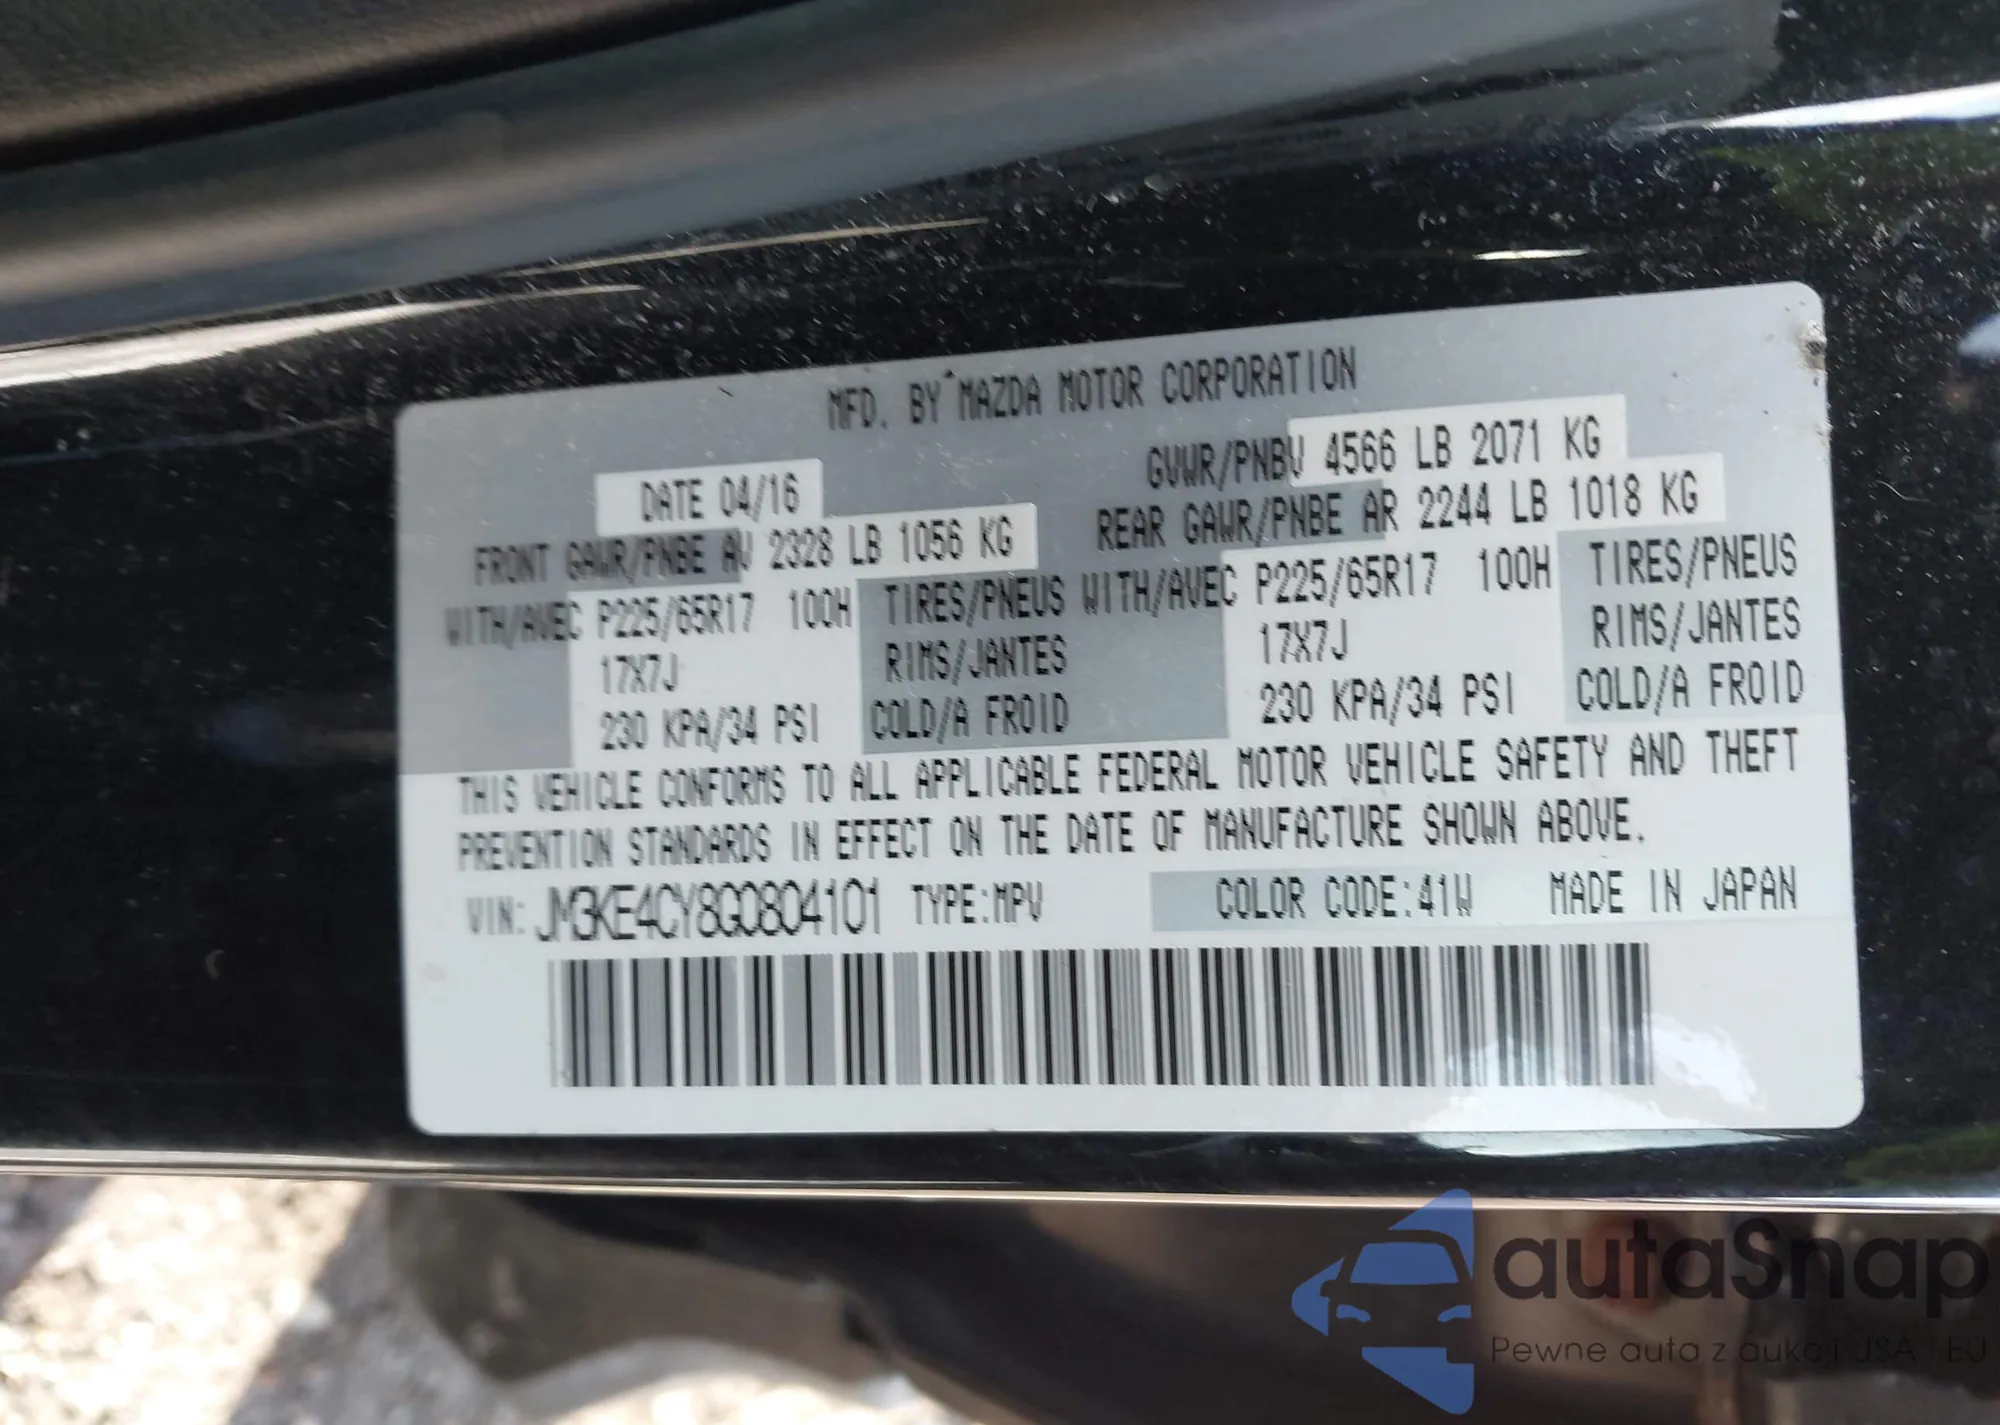 MFD. BY MAZDA MOTOR CORPORATION
DATE 04/16
GVWR/PNBV 4566 LB 2071 KG
FRONT GAWR/PNBE AV 2328 LB 1056 KG
REAR GAWR/PNBE AR 2244 LB 1018 KG
WITH/AVEC P225/65R17 100H TIRES/PNEUS WITH/AVEC P225/65R17 100H TIRES/PNEUS
17X7J RIMS/JANTES 17X7J RIMS/JANTES
230 KPA/34 PSI COLD/A FROID 230 KPA/34 PSI COLD/A FROID
THIS VEHICLE CONFORMS TO ALL APPLICABLE FEDERAL MOTOR VEHICLE SAFETY AND THEFT
PREVENTION STANDARDS IN EFFECT ON THE DATE OF MANUFACTURE SHOWN ABOVE.
VIN: JM3KE4CY8G0804101 TYPE:MPV COLOR CODE:41W MADE IN JAPAN
autaSnap
Pewne auta z aukcji USA i EU